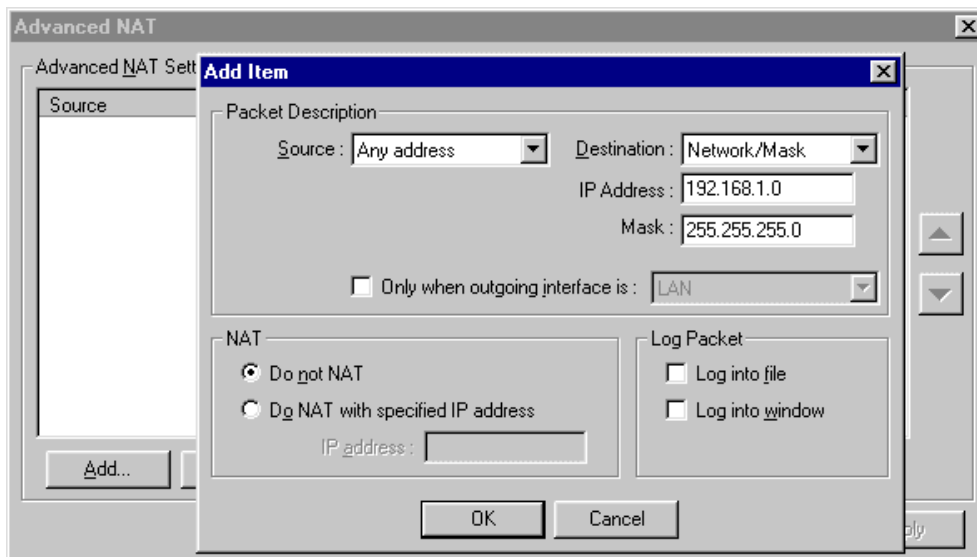 Advanced NAT
Advanced NAT Sett
Source
Add Item
Packet Description
Source : Any address
Destination : Network/Mask
IP Address : 192.168.1.0
Mask : 255.255.255.0
Only when outgoing interface is : LAN
NAT
Do not NAT
Do NAT with specified IP address
IP address :
Log Packet
Log into file
Log into window
Add...
OK
Cancel
ply